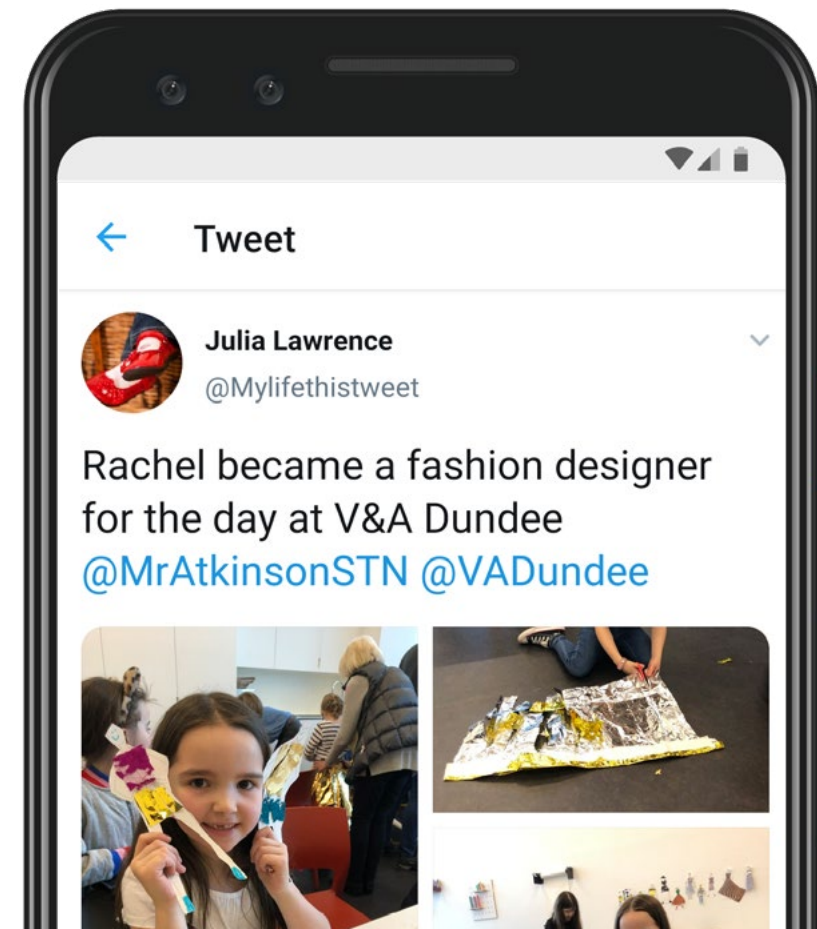 Tweet
Julia Lawrence
@Mylifethistweet
Rachel became a fashion designer
for the day at V&A Dundee
@MrAtkinsonSTN @VADundee